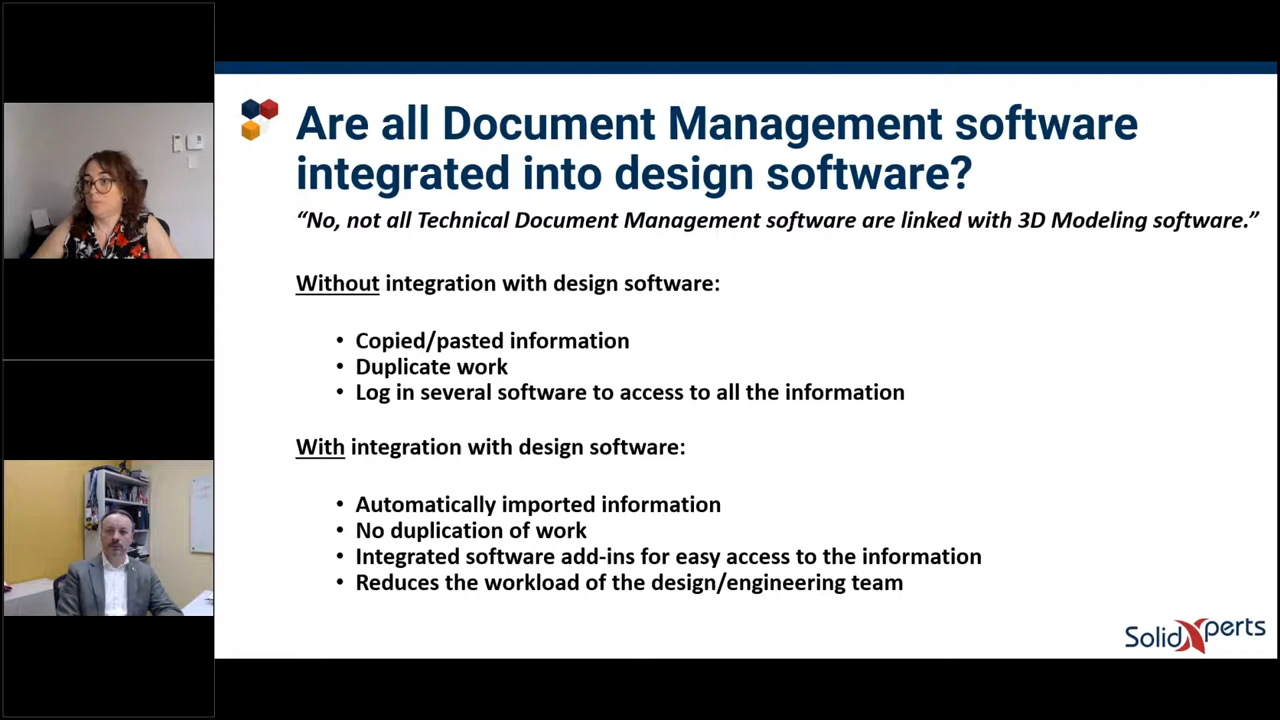 Are all Document Management software
integrated into design software?
“No, not all Technical Document Management software are linked with 3D Modeling software.”
Without integration with design software:
• Copied/pasted information
• Duplicate work
• Log in several software to access to all the information
With integration with design software:
• Automatically imported information
• No duplication of work
• Integrated software add-ins for easy access to the information
• Reduces the workload of the design/engineering team
SolidXperts